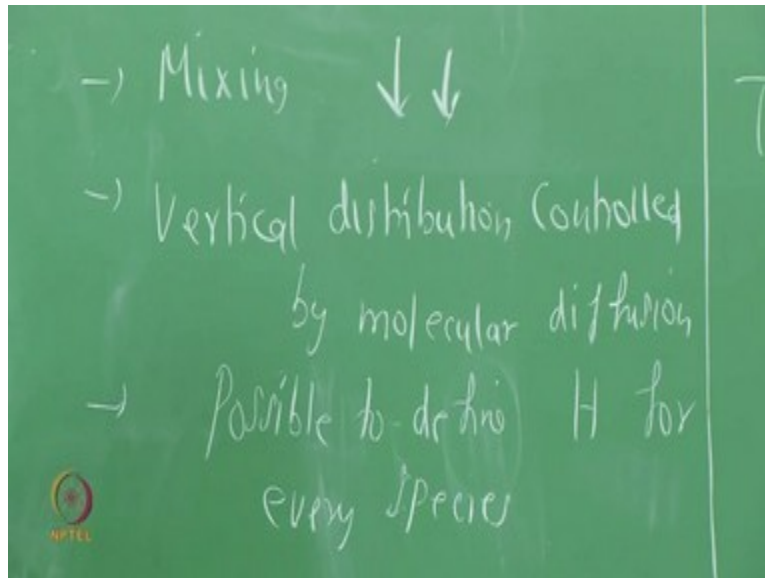 → Mixing ↓ ↓
→ Vertical distribution Controlled
by molecular diffusion
→ Possible to define H for
every species
NPTEL